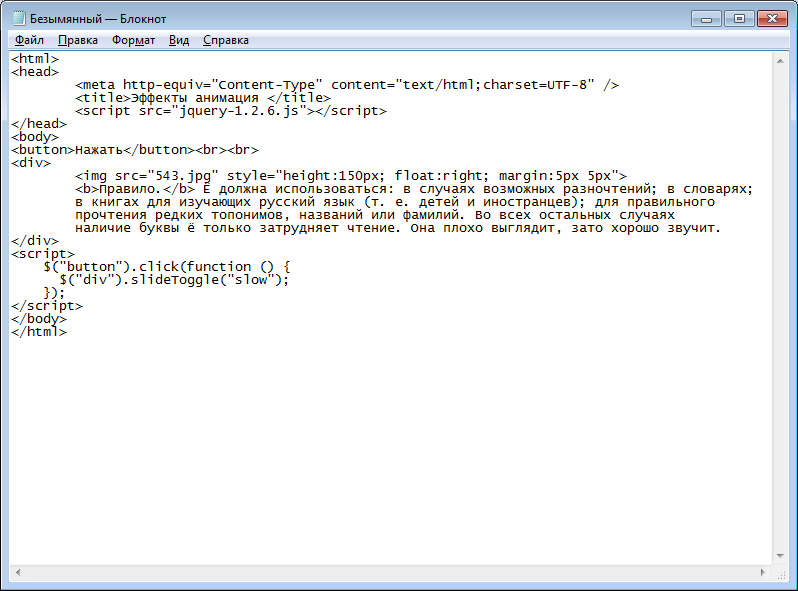 Безымянный — Блокнот
Файл Правка Формат Вид Справка
<html>
<head>
        <meta http-equiv="Content-Type" content="text/html;charset=UTF-8" />
        <title>Эффекты анимация </title>
        <script src="jquery-1.2.6.js"></script>
</head>
<body>
<button>Нажать</button><br><br>
<div>
        <img src="543.jpg" style="height:150px; float:right; margin:5px 5px">
        <b>Правило.</b> Ё должна использоваться: в случаях возможных разночтений; в словарях;
        в книгах для изучающих русский язык (т. е. детей и иностранцев); для правильного
        прочтения редких топонимов, названий или фамилий. Во всех остальных случаях
        наличие буквы ё только затрудняет чтение. Она плохо выглядит, зато хорошо звучит.
</div>
<script>
    $("button").click(function () {
      $("div").slideToggle("slow");
    });
</script>
</body>
</html>